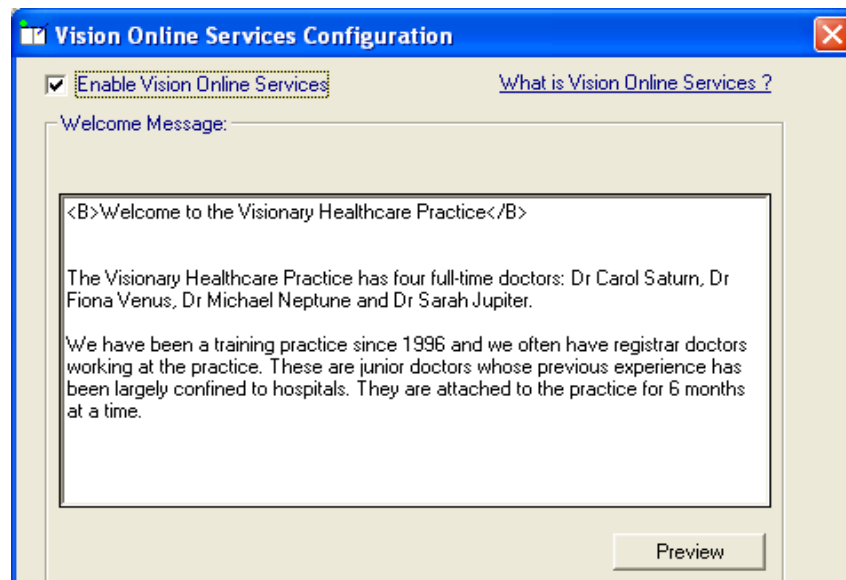 Vision Online Services Configuration
Enable Vision Online Services
What is Vision Online Services ?
Welcome Message:
<B>Welcome to the Visionary Healthcare Practice</B>
The Visionary Healthcare Practice has four full-time doctors: Dr Carol Saturn, Dr
Fiona Venus, Dr Michael Neptune and Dr Sarah Jupiter.
We have been a training practice since 1996 and we often have registrar doctors
working at the practice. These are junior doctors whose previous experience has
been largely confined to hospitals. They are attached to the practice for 6 months
at a time.
Preview